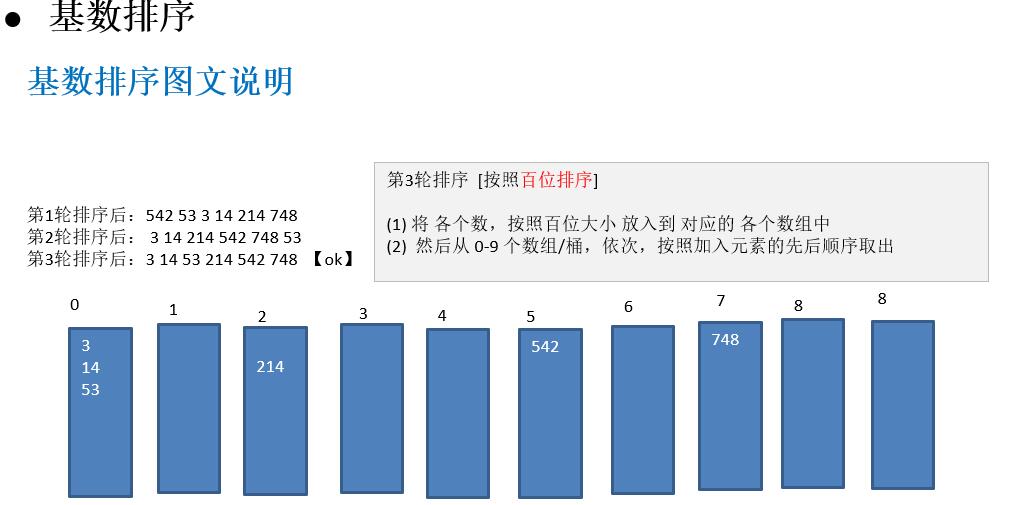 ● 基数排序
基数排序图文说明
第1轮排序后：542 53 3 14 214 748
第2轮排序后： 3 14 214 542 748 53
第3轮排序后：3 14 53 214 542 748 【ok】
第3轮排序 [按照百位排序]
(1) 将 各个数，按照百位大小 放入到 对应的 各个数组中
(2) 然后从 0-9 个数组/桶，依次，按照加入元素的先后顺序取出
0 1 2 3 4 5 6 7 8 8
3
14
53
214
542
748